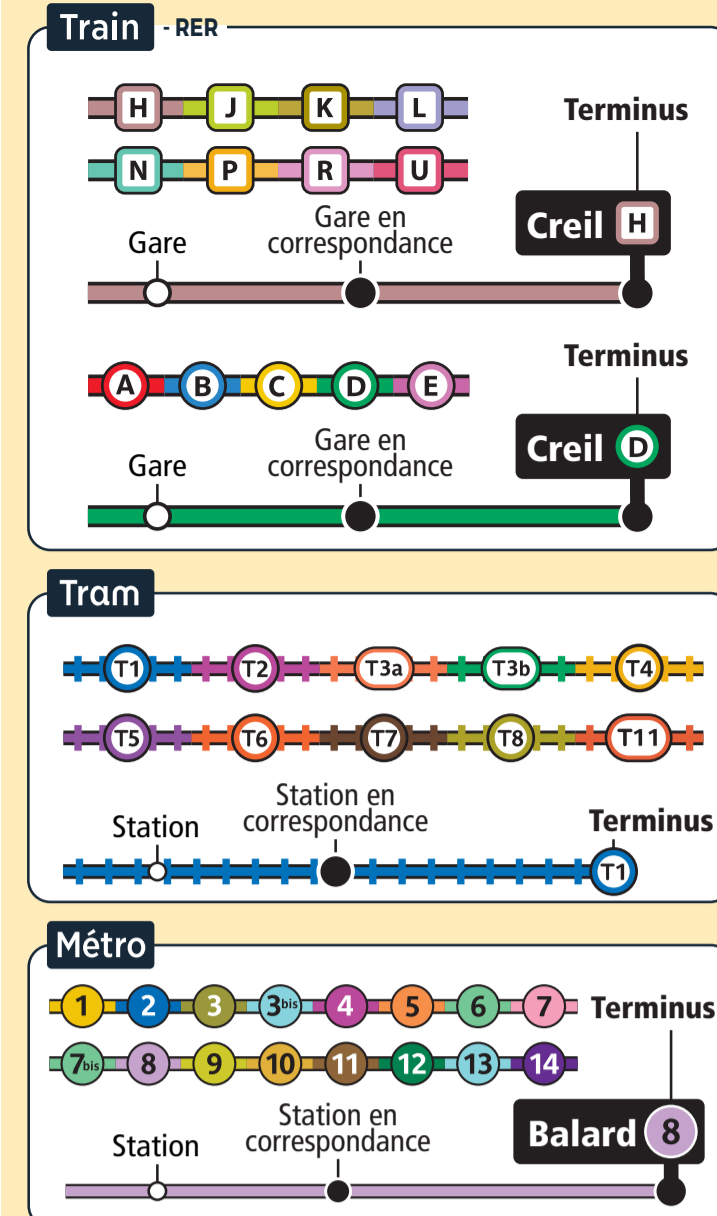 Train - RER
H J K L
N P R U
Terminus
Gare
Gare en
correspondance
Creil H
A B C D E
Terminus
Gare
Gare en
correspondance
Creil D
Tram
T1 T2 T3a T3b T4
T5 T6 T7 T8 T11
Station
Station en
correspondance
Terminus
T1
Métro
1 2 3 3bis 4 5 6 7
7bis 8 9 10 11 12 13 14
Terminus
Station
Station en
correspondance
Balard 8